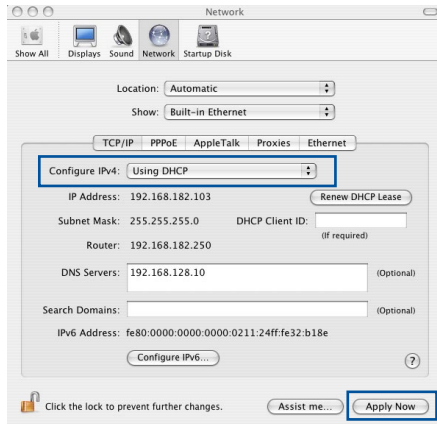 Network
Show All Displays Sound Network Startup Disk
Location: Automatic
Show: Built-in Ethernet
TCP/IP PPPoE AppleTalk Proxies Ethernet
Configure IPv4: Using DHCP
IP Address: 192.168.182.103 Renew DHCP Lease
Subnet Mask: 255.255.255.0 DHCP Client ID:
(If required)
Router: 192.168.182.250
DNS Servers: 192.168.128.10 (Optional)
Search Domains: (Optional)
IPv6 Address: fe80:0000:0000:0000:0211:24ff:fe32:b18e
Configure IPv6... ?
Click the lock to prevent further changes. Assist me... Apply Now